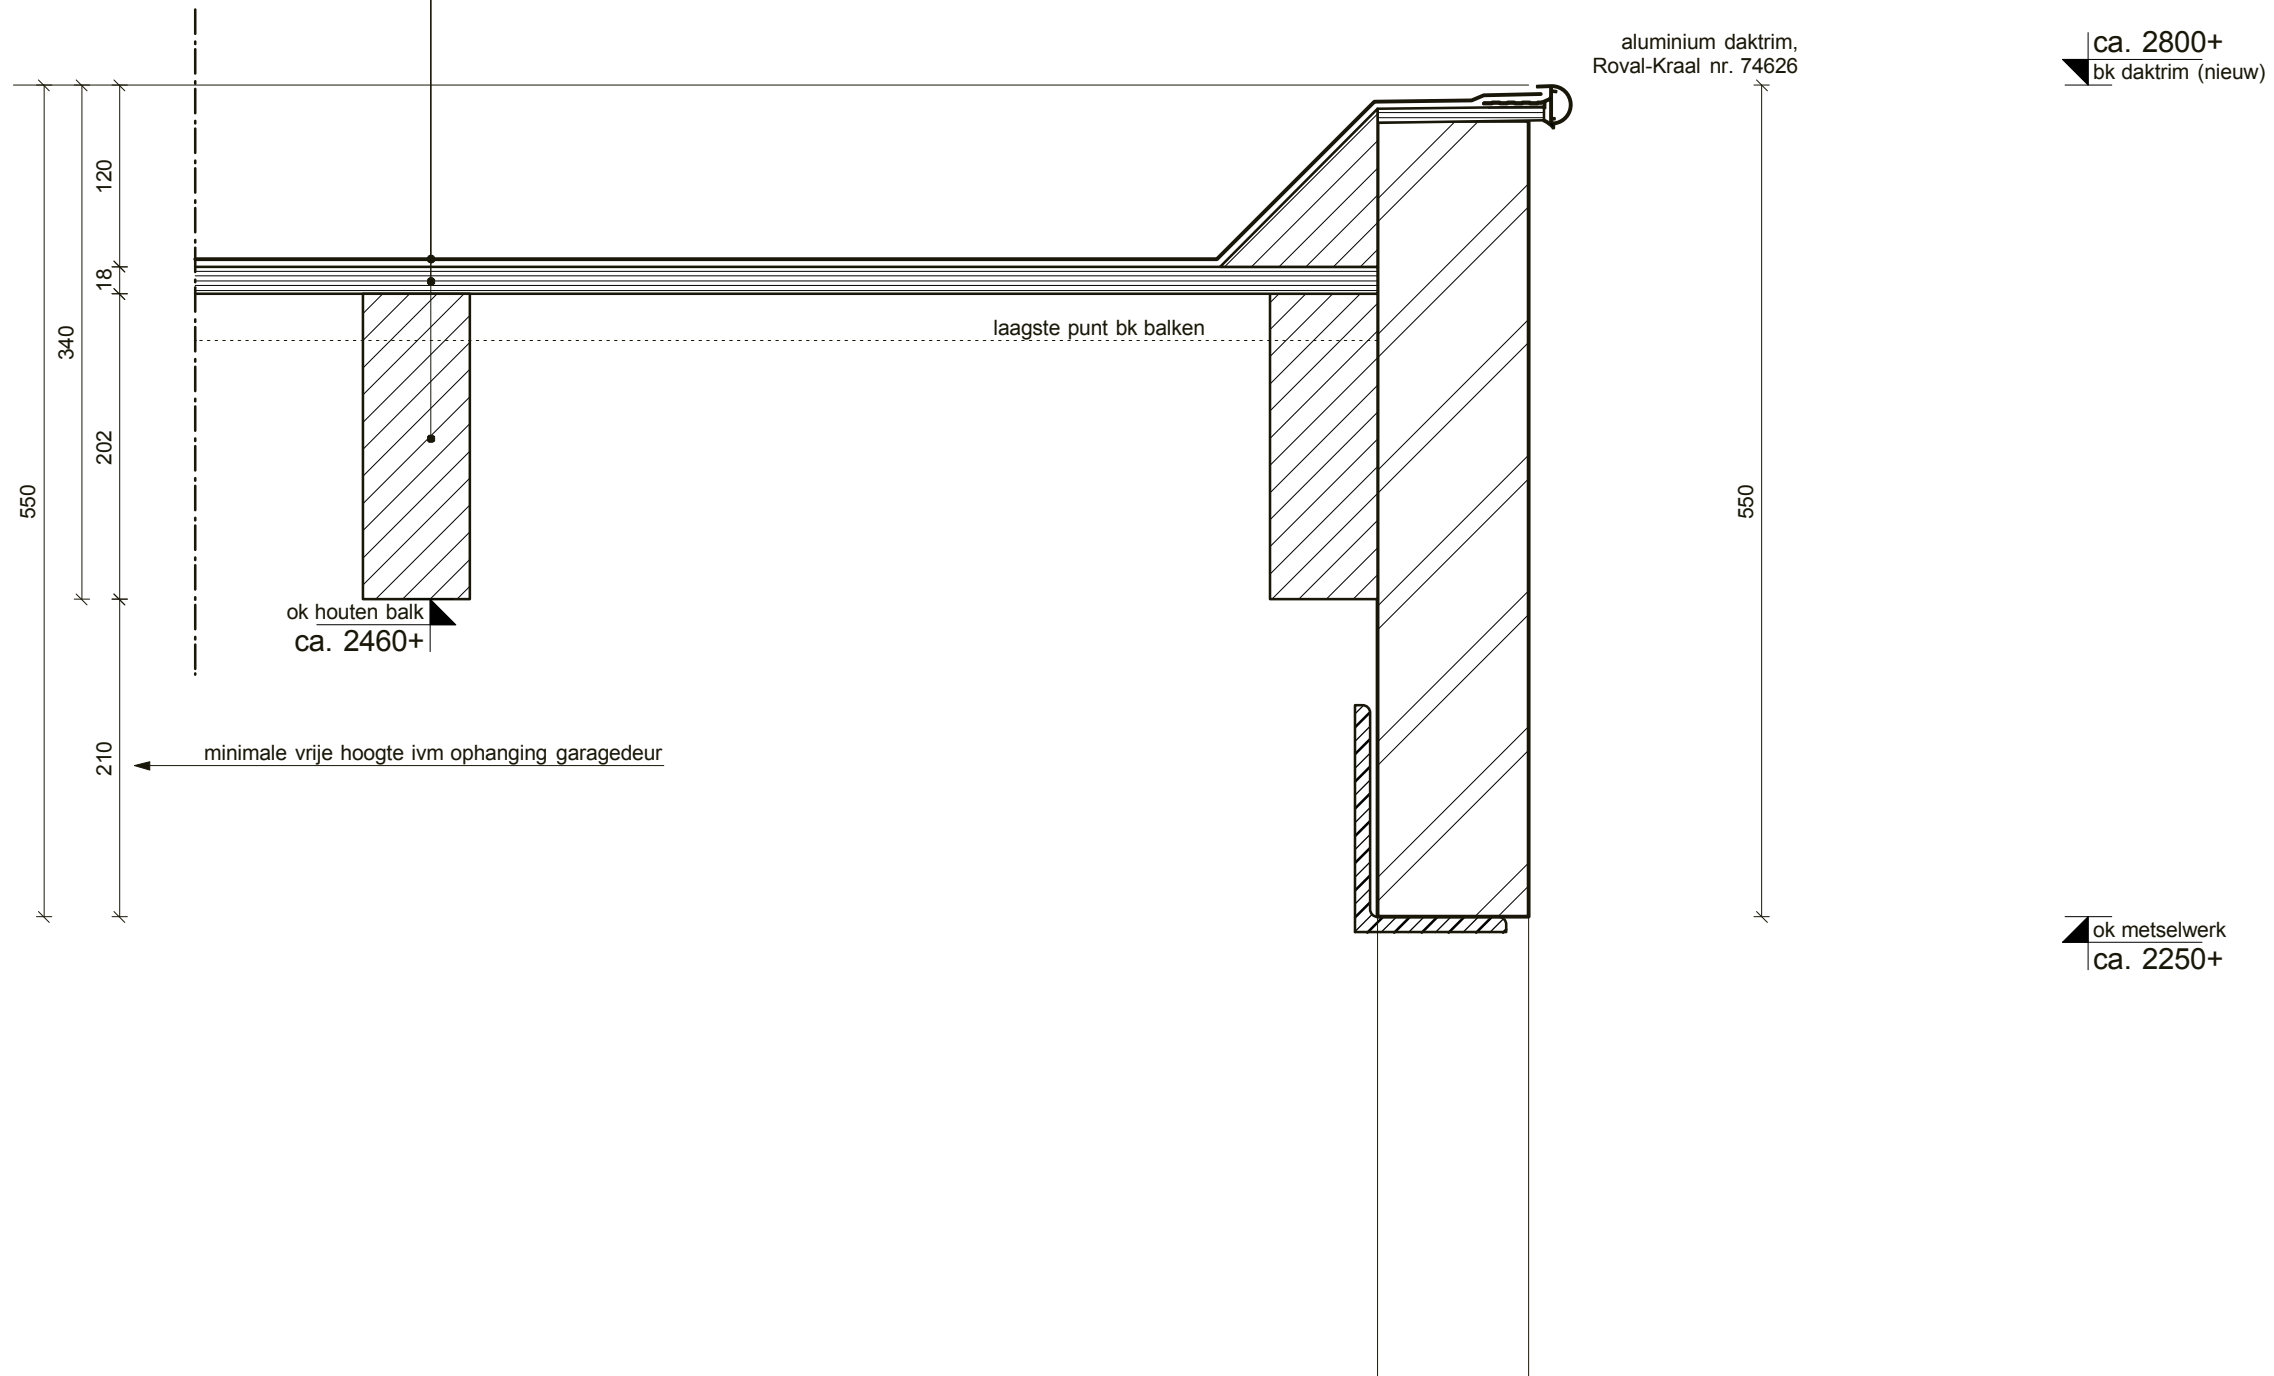 aluminium daktrim,
Roval-Kraal nr. 74626
ca. 2800+
bk daktrim (nieuw)
120
18
340
202
550
210
laagste punt bk balken
550
ok houten balk
ca. 2460+
minimale vrije hoogte ivm ophanging garagedeur
ok metselwerk
ca. 2250+